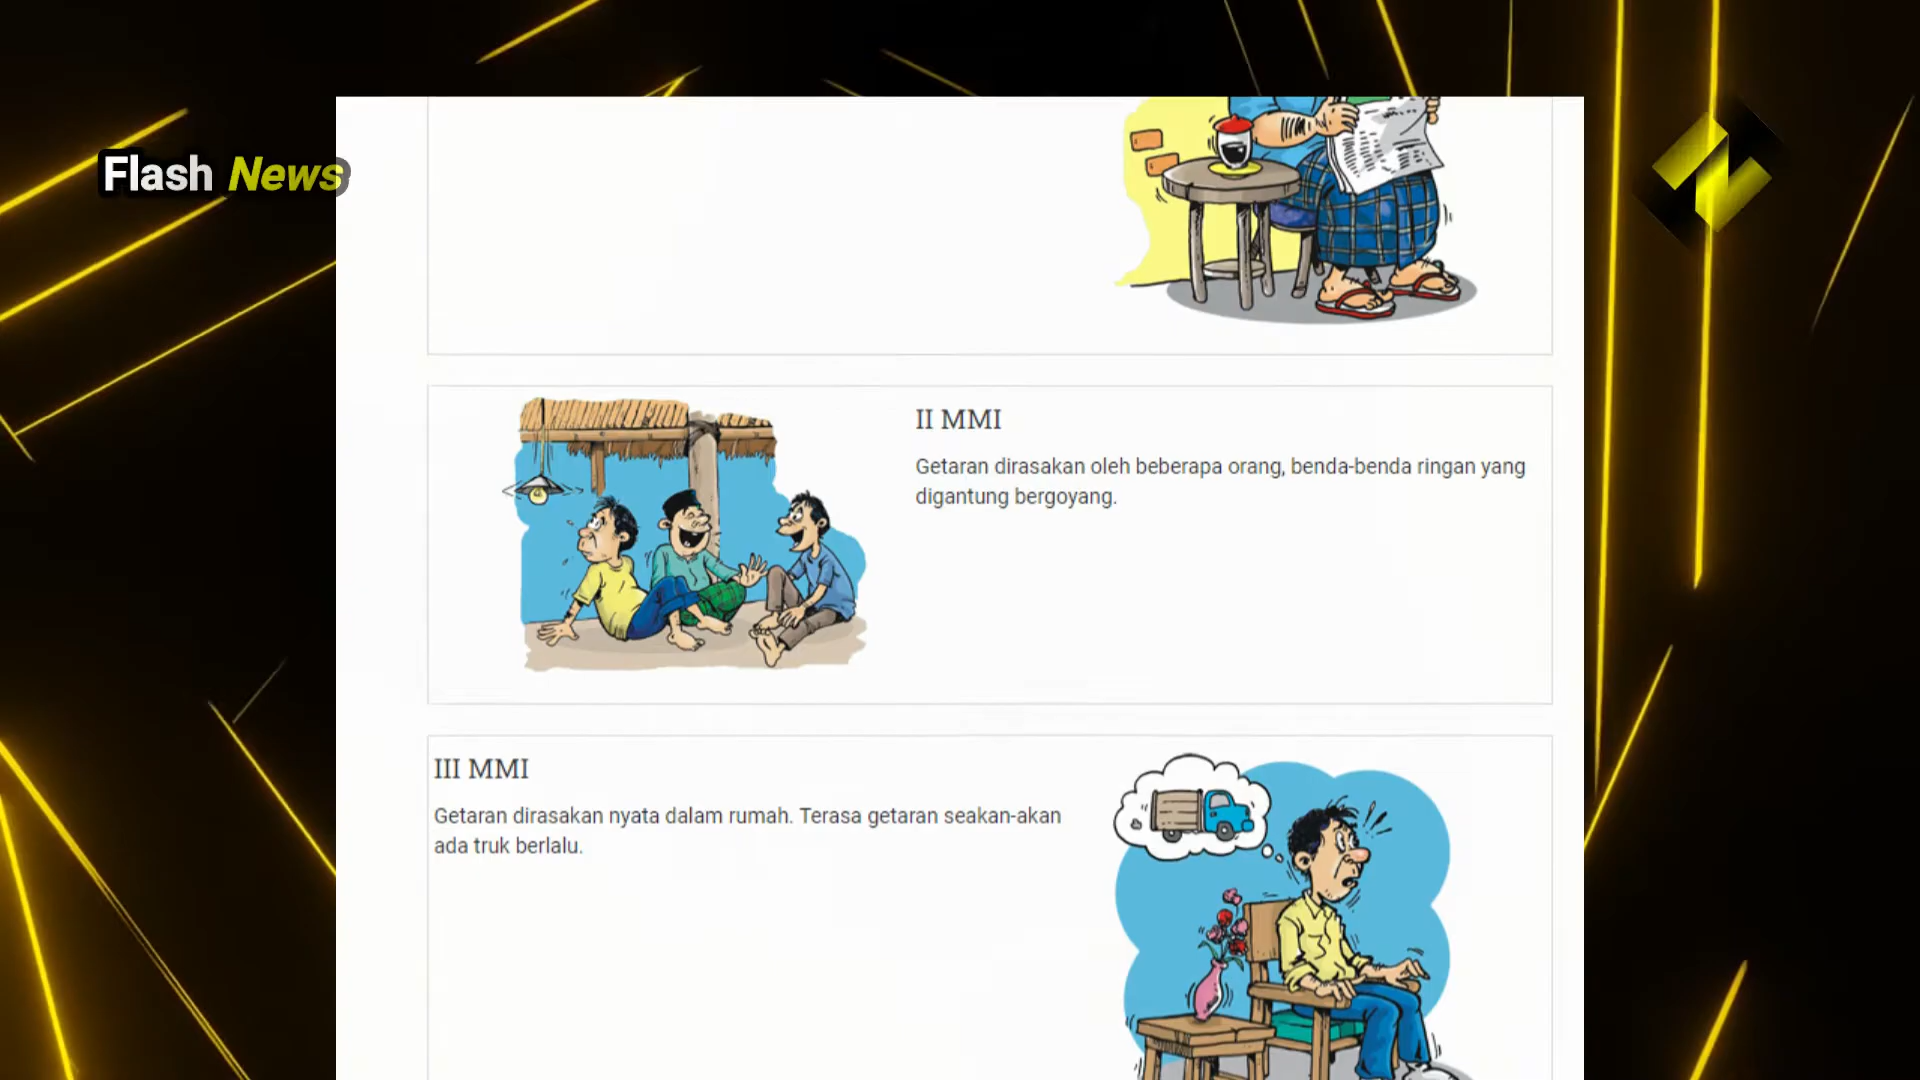 Flash News
II MMI
Getaran dirasakan oleh beberapa orang, benda-benda ringan yang
digantung bergoyang.
III MMI
Getaran dirasakan nyata dalam rumah. Terasa getaran seakan-akan
ada truk berlalu.